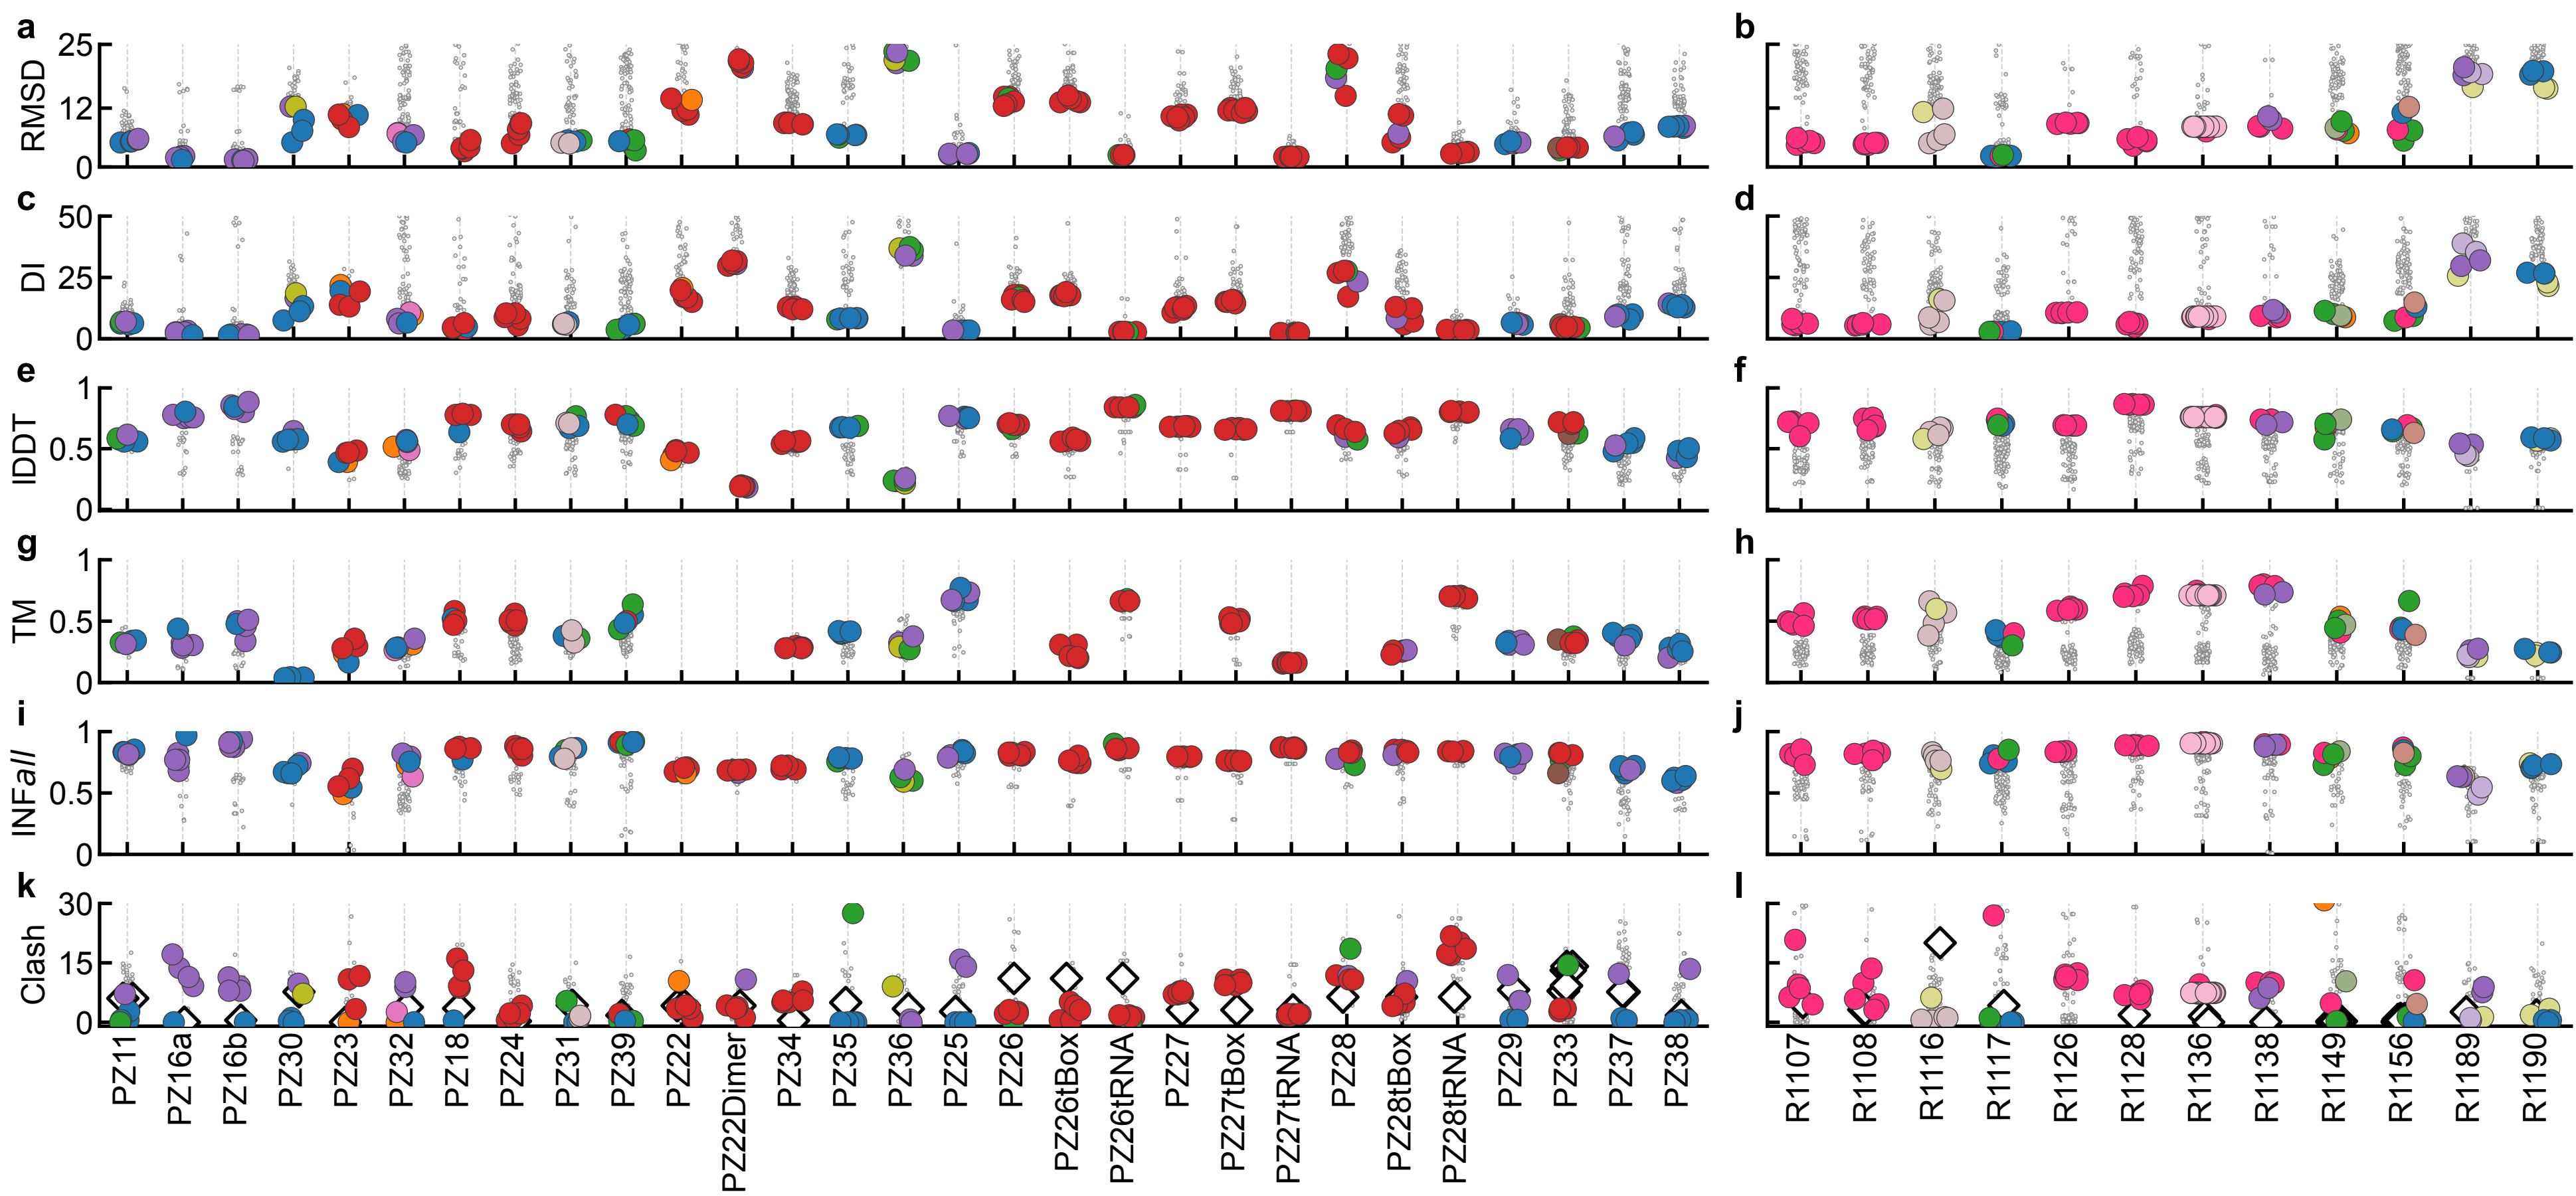 a
b
RMSD
25
12
0
c
d
DI
50
25
0
e
f
lDDT
1
0.5
0
g
h
TM
1
0.5
0
i
j
INFall
1
0.5
0
k
l
Clash
30
15
0
PZ11
PZ16a
PZ16b
PZ30
PZ23
PZ32
PZ18
PZ24
PZ31
PZ39
PZ22
PZ22Dimer
PZ34
PZ35
PZ36
PZ25
PZ26
PZ26tBox
PZ26tRNA
PZ27
PZ27tBox
PZ27tRNA
PZ28
PZ28tBox
PZ28tRNA
PZ29
PZ33
PZ37
PZ38
R1107
R1108
R1116
R1117
R1126
R1128
R1136
R1138
R1149
R1156
R1189
R1190